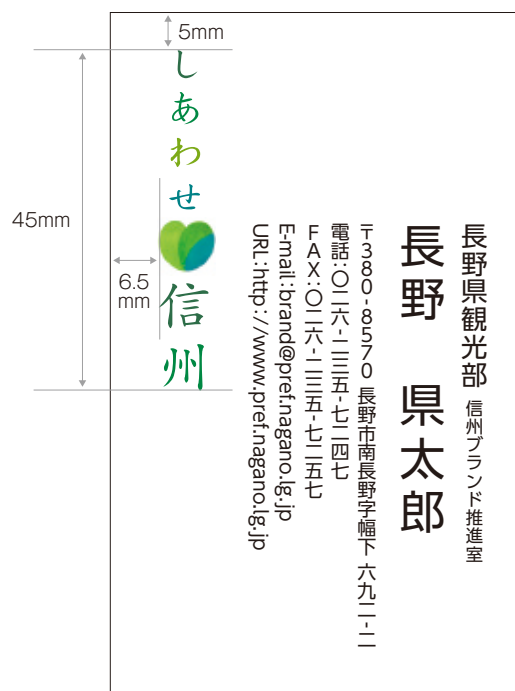 長野県観光部 信州ブランド推進室
長野 県太郎
〒380-8570 長野市南長野字幅下 六九二-二
電話:〇二六-二三五-七二四七
FAX:〇二六-二三五-七二五七
E-mail:brand@pref.nagano.lg.jp
URL:http://www.pref.nagano.lg.jp
しあわせ信州
5mm
45mm
6.5
mm